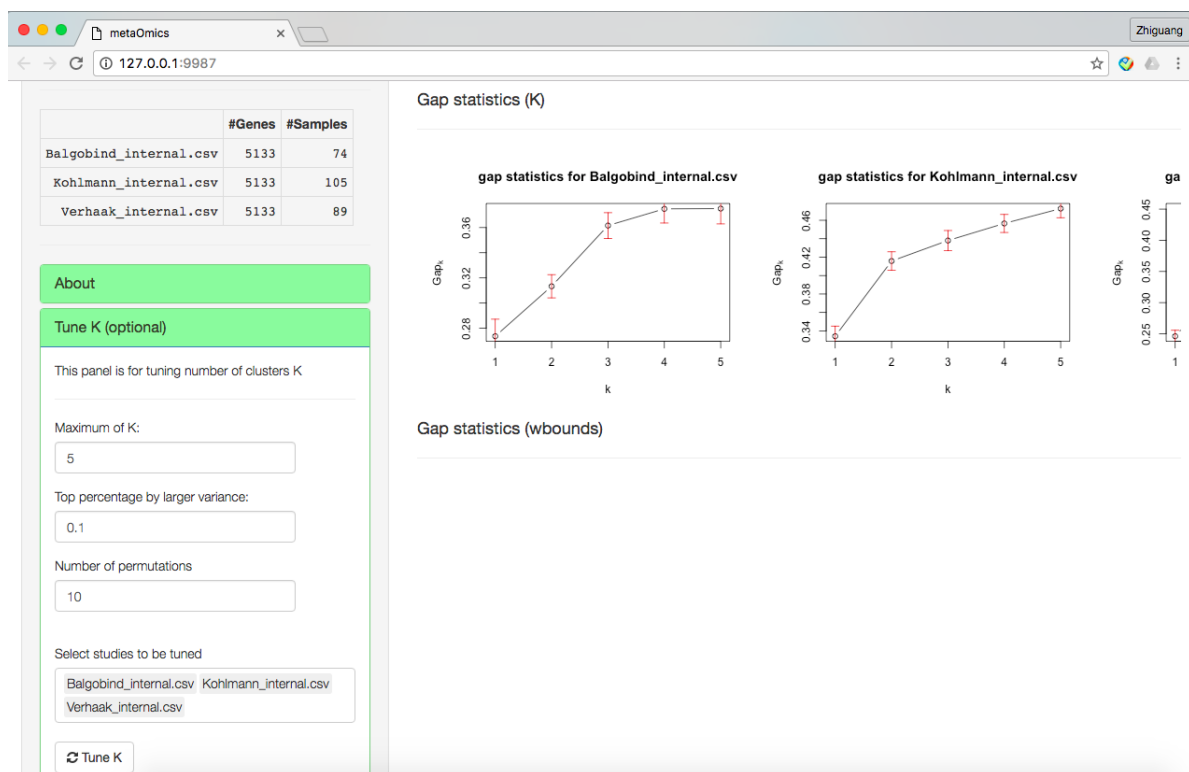 metaOmics
Zhiguang
127.0.0.1:9987
#Genes #Samples
Balgobind_internal.csv 5133 74
Kohlmann_internal.csv 5133 105
Verhaak_internal.csv 5133 89
About
Tune K (optional)
This panel is for tuning number of clusters K
Maximum of K:
5
Top percentage by larger variance:
0.1
Number of permutations
10
Select studies to be tuned
Balgobind_internal.csv Kohlmann_internal.csv
Verhaak_internal.csv
Tune K
Gap statistics (K)
gap statistics for Balgobind_internal.csv
Gapk
0.36
0.32
0.28
1 2 3 4 5
k
gap statistics for Kohlmann_internal.csv
Gapk
0.46
0.42
0.38
0.34
1 2 3 4 5
k
ga
Gapk
0.45
0.40
0.35
0.30
0.25
1
Gap statistics (wbounds)